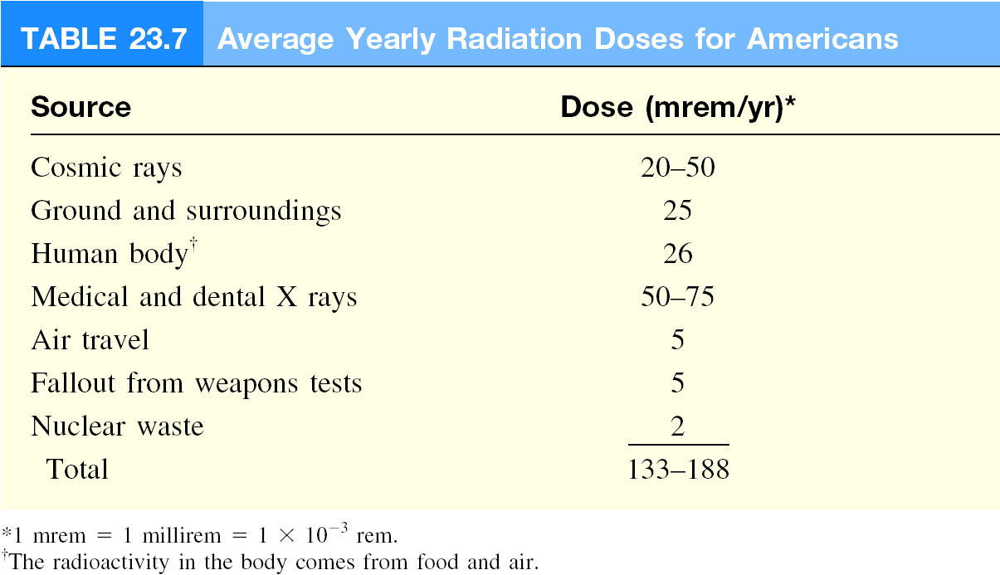 TABLE 23.7 Average Yearly Radiation Doses for Americans
Source Dose (mrem/yr)*
Cosmic rays 20–50
Ground and surroundings 25
Human body† 26
Medical and dental X rays 50–75
Air travel 5
Fallout from weapons tests 5
Nuclear waste 2
Total 133–188
*1 mrem = 1 millirem = 1 × 10⁻³ rem.
†The radioactivity in the body comes from food and air.